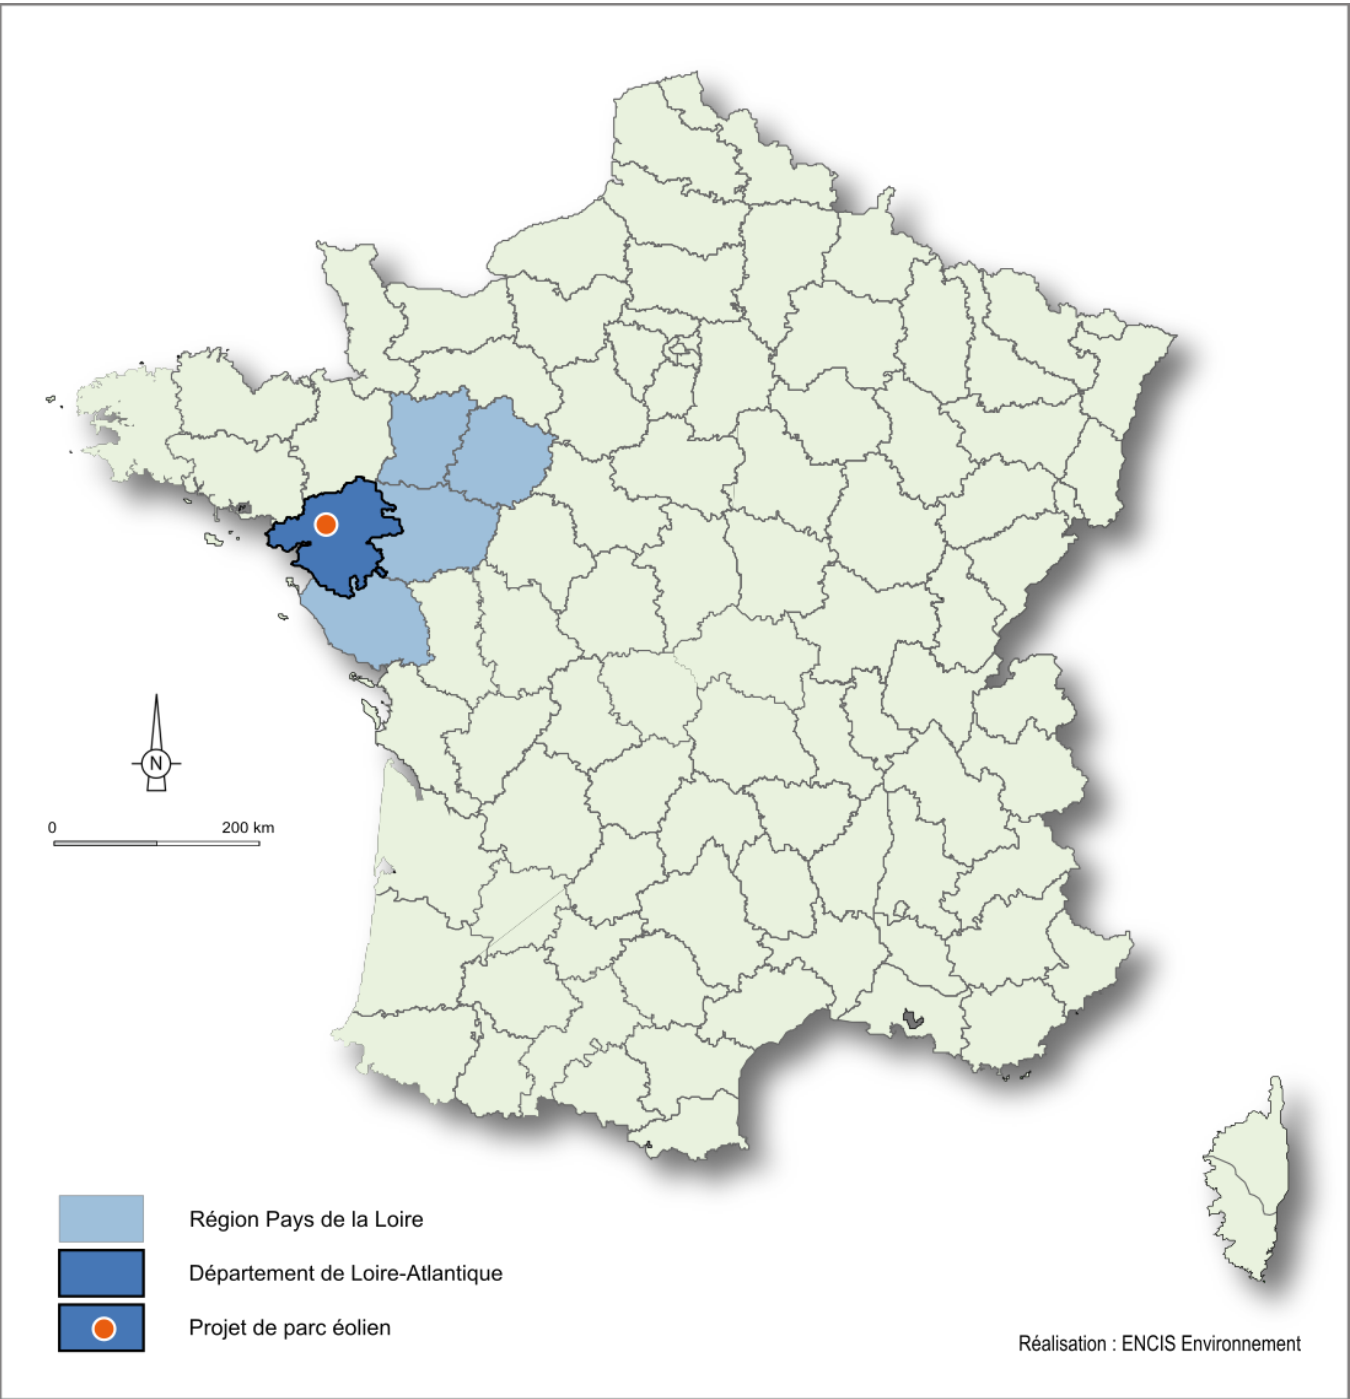 N
0 200 km
Région Pays de la Loire
Département de Loire-Atlantique
Projet de parc éolien
Réalisation : ENCIS Environnement